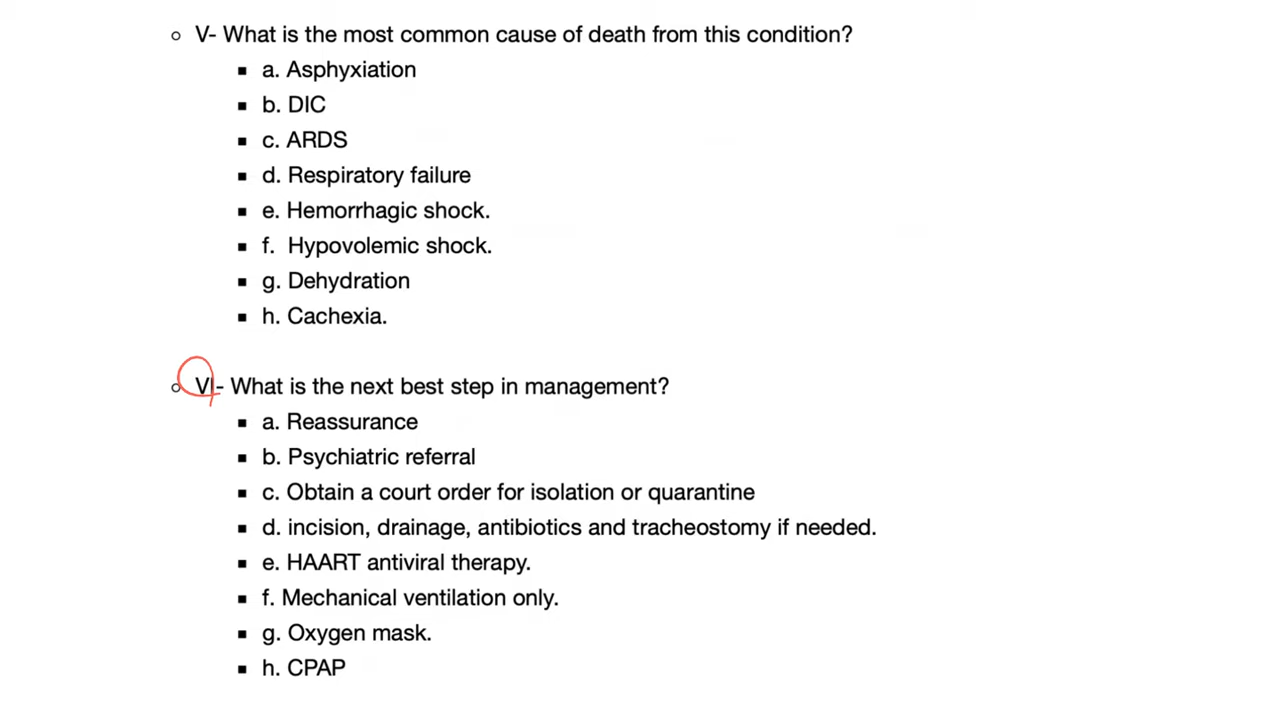 V- What is the most common cause of death from this condition?
a. Asphyxiation
b. DIC
c. ARDS
d. Respiratory failure
e. Hemorrhagic shock.
f. Hypovolemic shock.
g. Dehydration
h. Cachexia.
VI- What is the next best step in management?
a. Reassurance
b. Psychiatric referral
c. Obtain a court order for isolation or quarantine
d. incision, drainage, antibiotics and tracheostomy if needed.
e. HAART antiviral therapy.
f. Mechanical ventilation only.
g. Oxygen mask.
h. CPAP